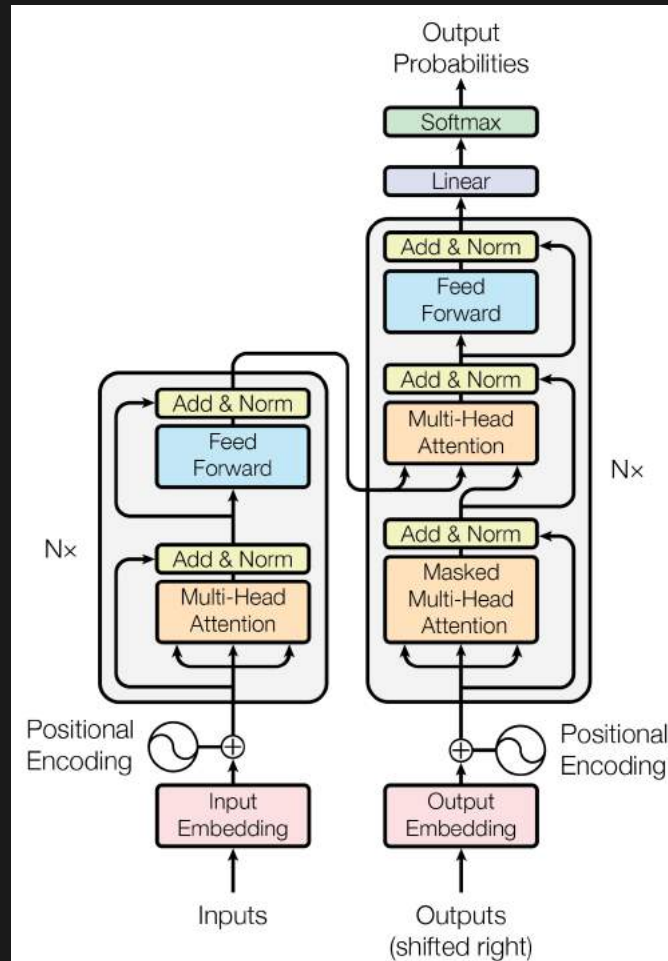 Output
Probabilities
Softmax
Linear
Add & Norm
Feed
Forward
Add & Norm
Multi-Head
Attention
Add & Norm
Masked
Multi-Head
Attention
Nx
Add & Norm
Feed
Forward
Add & Norm
Multi-Head
Attention
Nx
Positional
Encoding
Positional
Encoding
Input
Embedding
Output
Embedding
Inputs
Outputs
(shifted right)